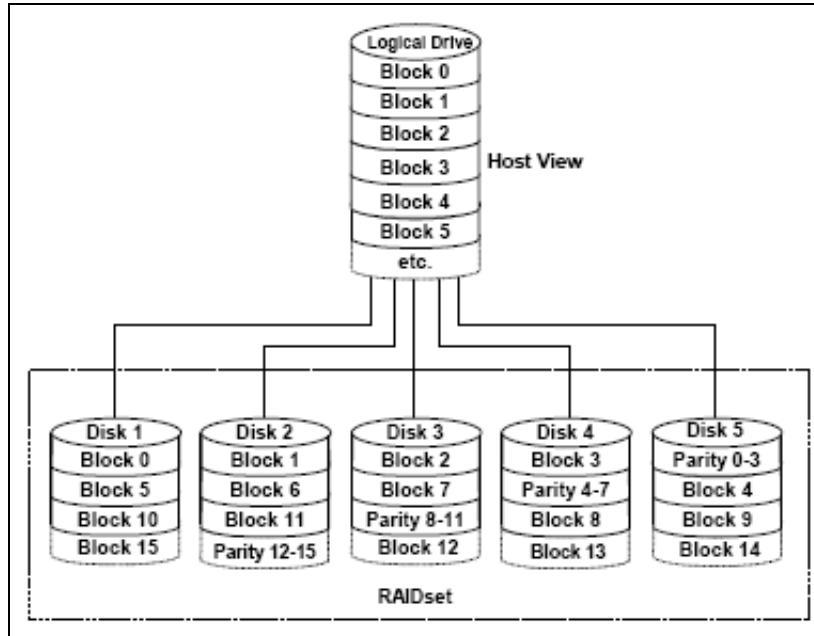 Logical Drive
Block 0
Block 1
Block 2
Block 3
Block 4
Block 5
etc.
Host View
Disk 1
Block 0
Block 5
Block 10
Block 15
Disk 2
Block 1
Block 6
Block 11
Parity 12-15
Disk 3
Block 2
Block 7
Parity 8-11
Block 12
Disk 4
Block 3
Parity 4-7
Block 8
Block 13
Disk 5
Parity 0-3
Block 4
Block 9
Block 14
RAIDset